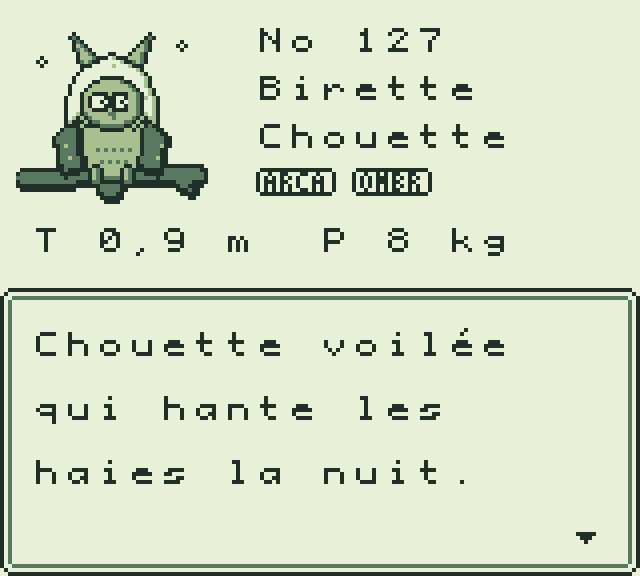 No 127
Birette
Chouette
ARCA OMBR
T 0,9 m P 8 kg
Chouette voilée
qui hante les
haies la nuit.